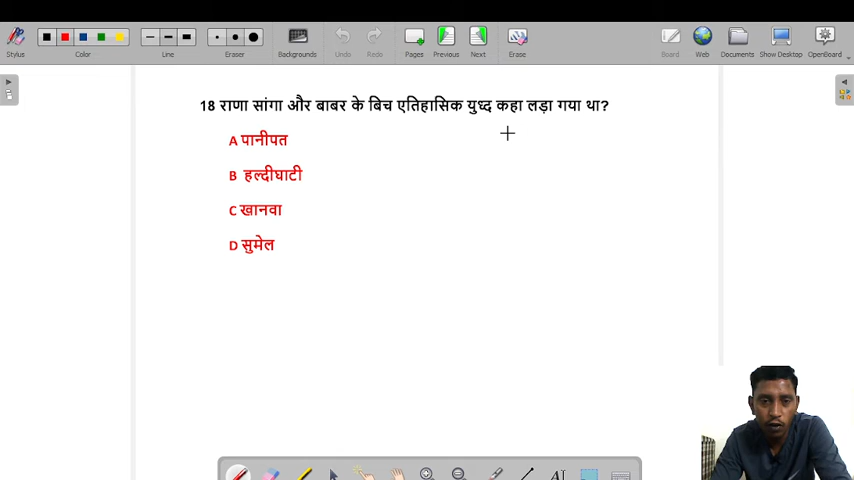 Stylus
Color
Line
Eraser
Backgrounds
Undo
Redo
Pages
Previous
Next
Erase
Board
Web
Documents
Show Desktop
OpenBoard
18 राणा सांगा और बाबर के बिच एतिहासिक युध्द कहा लड़ा गया था?
A पानीपत
B हल्दीघाटी
C खानवा
D सुमेल